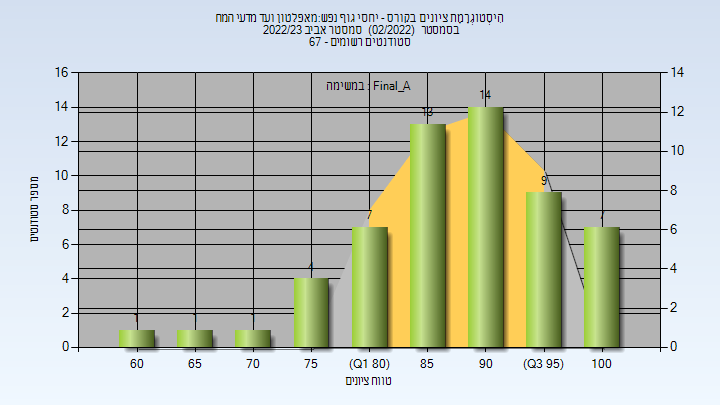 היסטוגרמת ציונים בקורס - יחסי גוף נפש:מאפלטון ועד מדעי המח
בסמסטר (02/2022) סמסטר אביב 2022/23
סטודנטים רשומים - 67
במשימה : Final_A
16 14 12 10 8 6 4 2 0
מספר סטודנטים
14 12 10 8 6 4 2 0
1 1 1 4 7 13 14 9 7
60 65 70 75 (Q1 80) 85 90 (Q3 95) 100
טווח ציונים